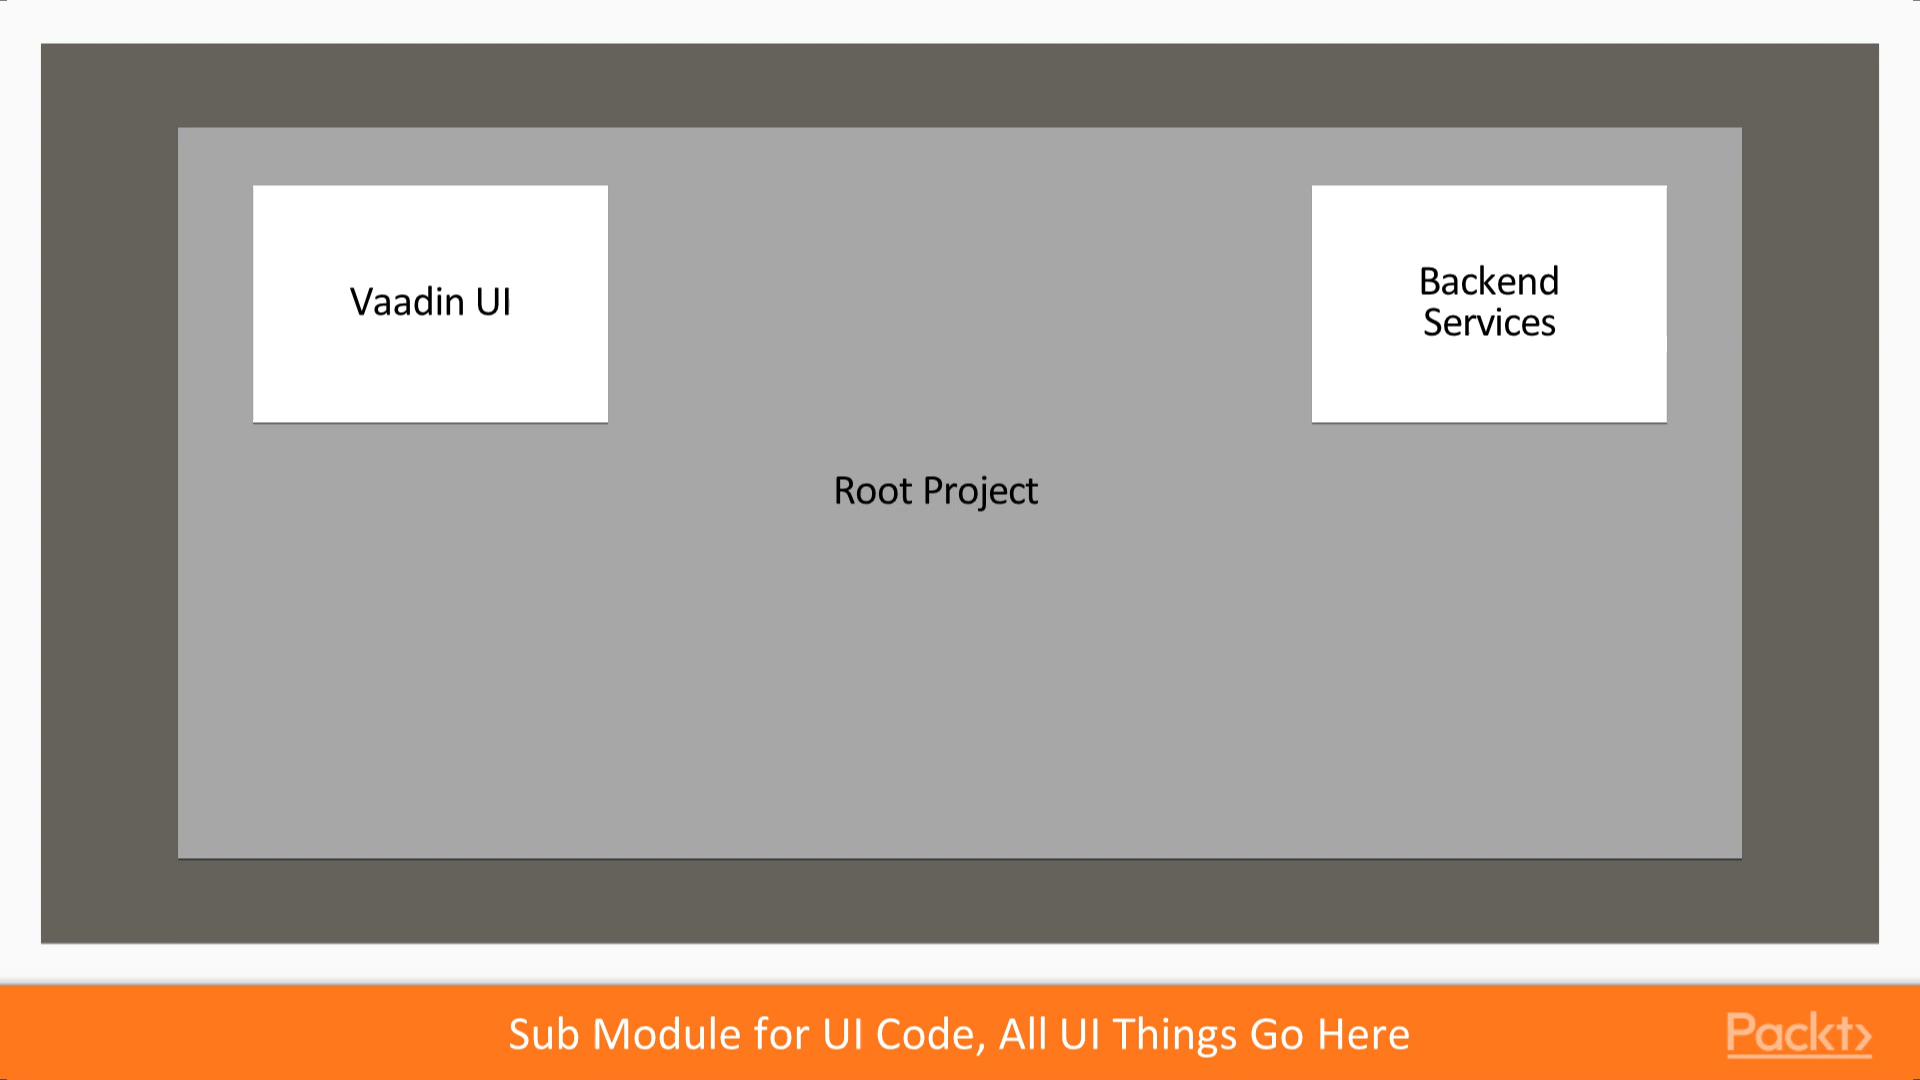 Vaadin UI
Backend
Services
Root Project
Sub Module for UI Code, All UI Things Go Here
Packt>